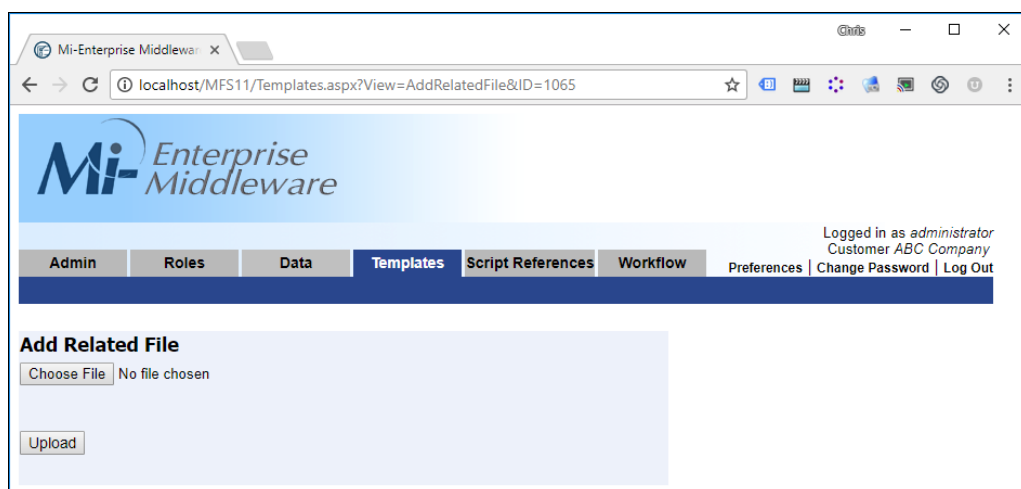 Chris
Mi-Enterprise Middlewar
localhost/MFS11/Templates.aspx?View=AddRelatedFile&ID=1065
Mi- Enterprise
Middleware
Logged in as administrator
Customer ABC Company
Admin Roles Data Templates Script References Workflow Preferences | Change Password | Log Out
Add Related File
Choose File No file chosen
Upload